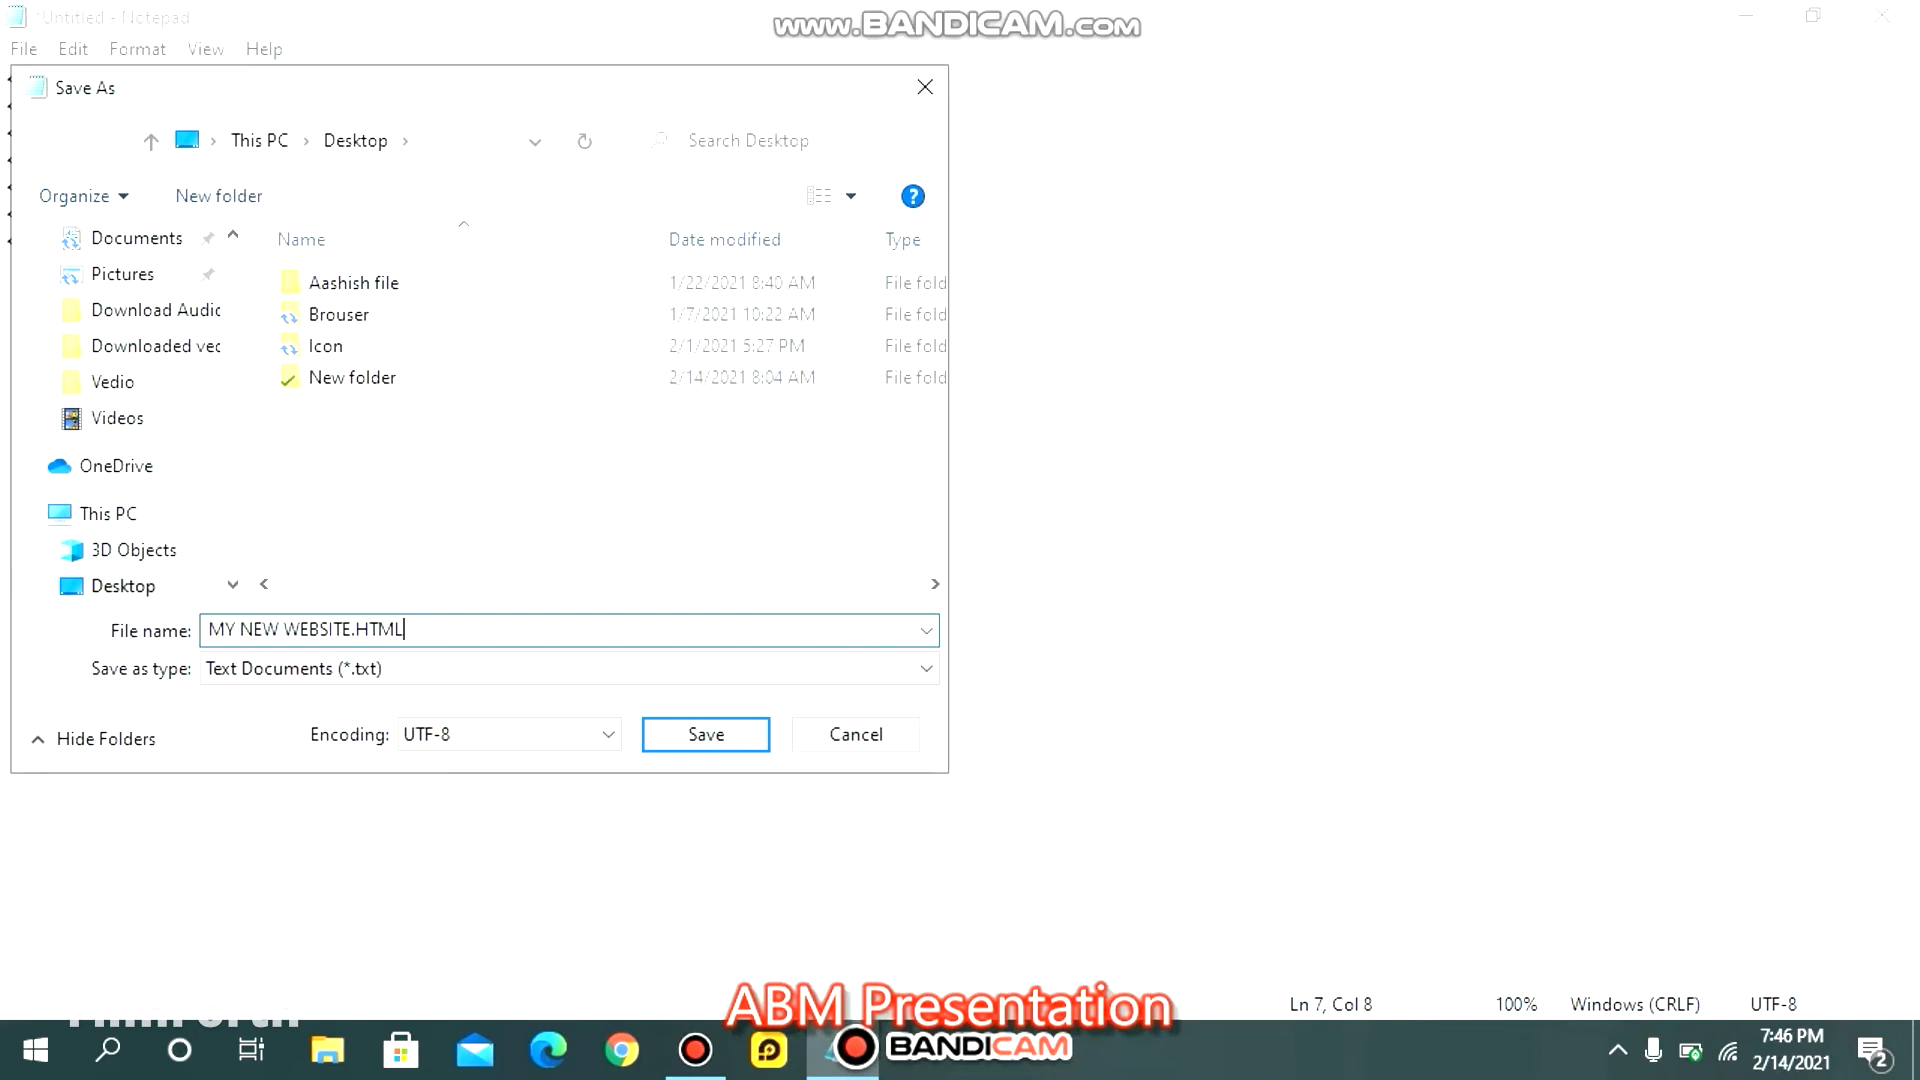 *Untitled - Notepad
www.BANDICAM.com
File Edit Format View Help
Save As
This PC > Desktop >
Search Desktop
Organize
New folder
Name
Date modified
Type
Documents
Pictures
Download Audic
Downloaded vec
Vedio
Videos
OneDrive
This PC
3D Objects
Desktop
Aashish file 1/22/2021 8:40 AM File fold
Brouser 1/7/2021 10:22 AM File fold
Icon 2/1/2021 5:27 PM File fold
New folder 2/14/2021 8:04 AM File fold
File name: MY NEW WEBSITE.HTML
Save as type: Text Documents (*.txt)
Hide Folders
Encoding: UTF-8
Save
Cancel
ABM Presentation
Ln 7, Col 8
100%
Windows (CRLF)
UTF-8
BANDICAM
7:46 PM
2/14/2021
2